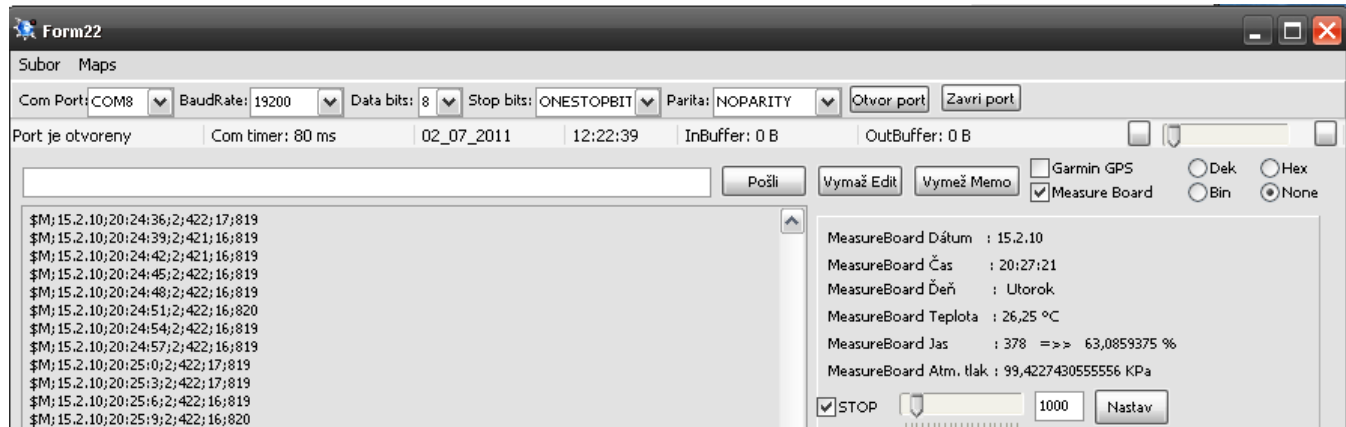 Form22
Subor Maps
Com Port: COM8 BaudRate: 19200 Data bits: 8 Stop bits: ONESTOPBIT Parita: NOPARITY Otvor port Zavri port
Port je otvoreny Com timer: 80 ms 02_07_2011 12:22:39 InBuffer: 0 B OutBuffer: 0 B
Pošli Vymaž Edit Vymež Memo Garmin GPS Dek Hex
Measure Board Bin None
$M;15.2.10;20:24:36;2;422;17;819
$M;15.2.10;20:24:39;2;421;16;819
$M;15.2.10;20:24:42;2;421;16;819
$M;15.2.10;20:24:45;2;422;16;819
$M;15.2.10;20:24:48;2;422;16;819
$M;15.2.10;20:24:51;2;422;16;820
$M;15.2.10;20:24:54;2;422;16;819
$M;15.2.10;20:24:57;2;422;16;819
$M;15.2.10;20:25:0;2;422;17;819
$M;15.2.10;20:25:3;2;422;17;819
$M;15.2.10;20:25:6;2;422;16;819
$M;15.2.10;20:25:9;2;422;16;820
MeasureBoard Dátum : 15.2.10
MeasureBoard Čas : 20:27:21
MeasureBoard Ďeň : Utorok
MeasureBoard Teplota : 26,25 ºC
MeasureBoard Jas : 378 =>> 63,0859375 %
MeasureBoard Atm. tlak : 99,4227430555556 KPa
STOP 1000 Nastav